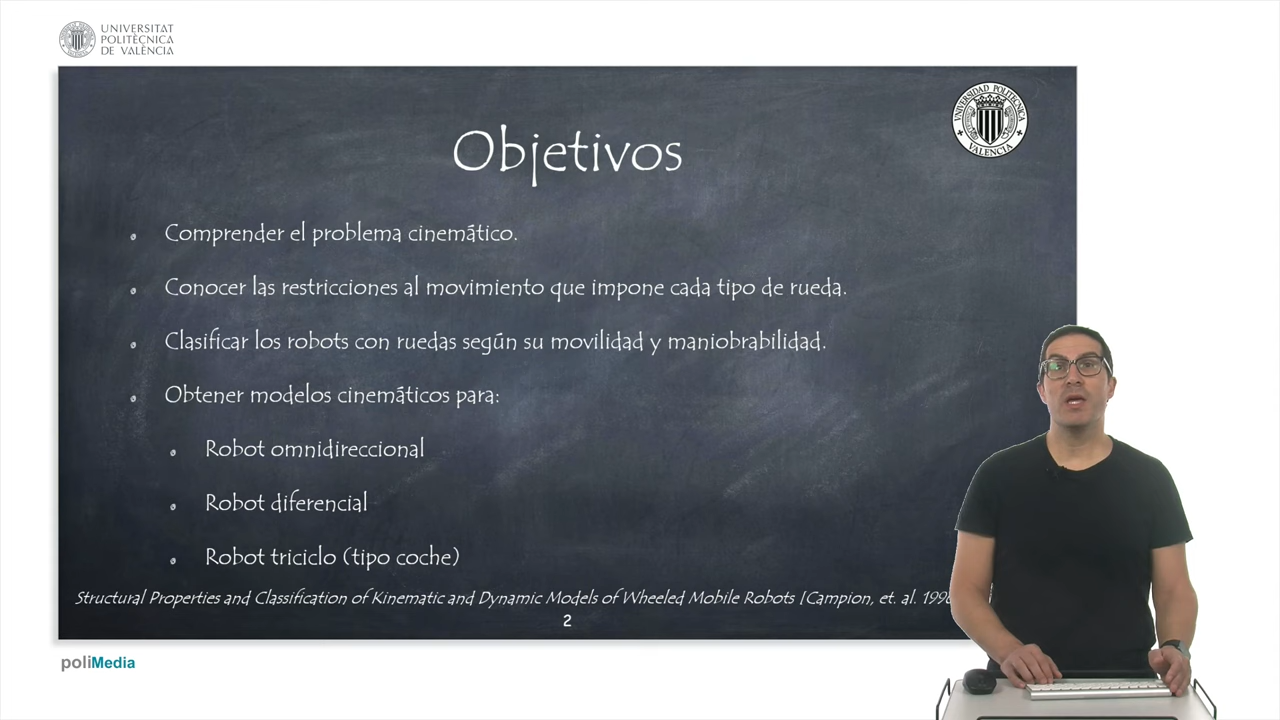 UNIVERSITAT
POLITÈCNICA
DE VALÈNCIA
UNIVERSIDAD POLITECNICA
VALENCIA
Objetivos
Comprender el problema cinemático.
Conocer las restricciones al movimiento que impone cada tipo de rueda.
Clasificar los robots con ruedas según su movilidad y maniobrabilidad.
Obtener modelos cinemáticos para:
Robot omnidireccional
Robot diferencial
Robot triciclo (tipo coche)
Structural Properties and Classification of Kinematic and Dynamic Models of Wheeled Mobile Robots [Campion, et. al.
2
poliMedia